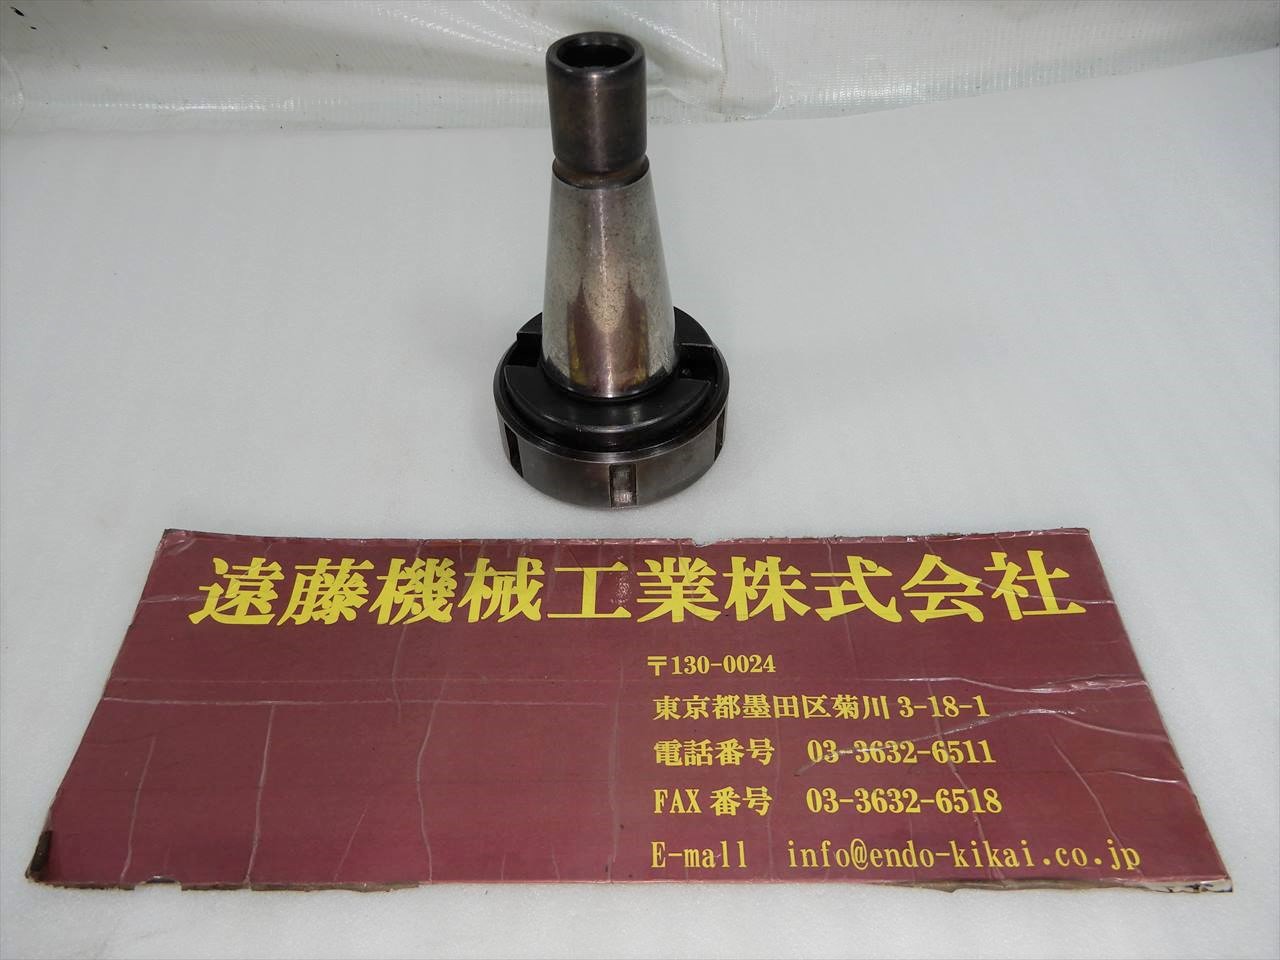 遠藤機械工業株式会社
〒130-0024
東京都墨田区菊川 3-18-1
電話番号 03-3632-6511
FAX 番号 03-3632-6518
E-mall info@endo-kikai.co.jp